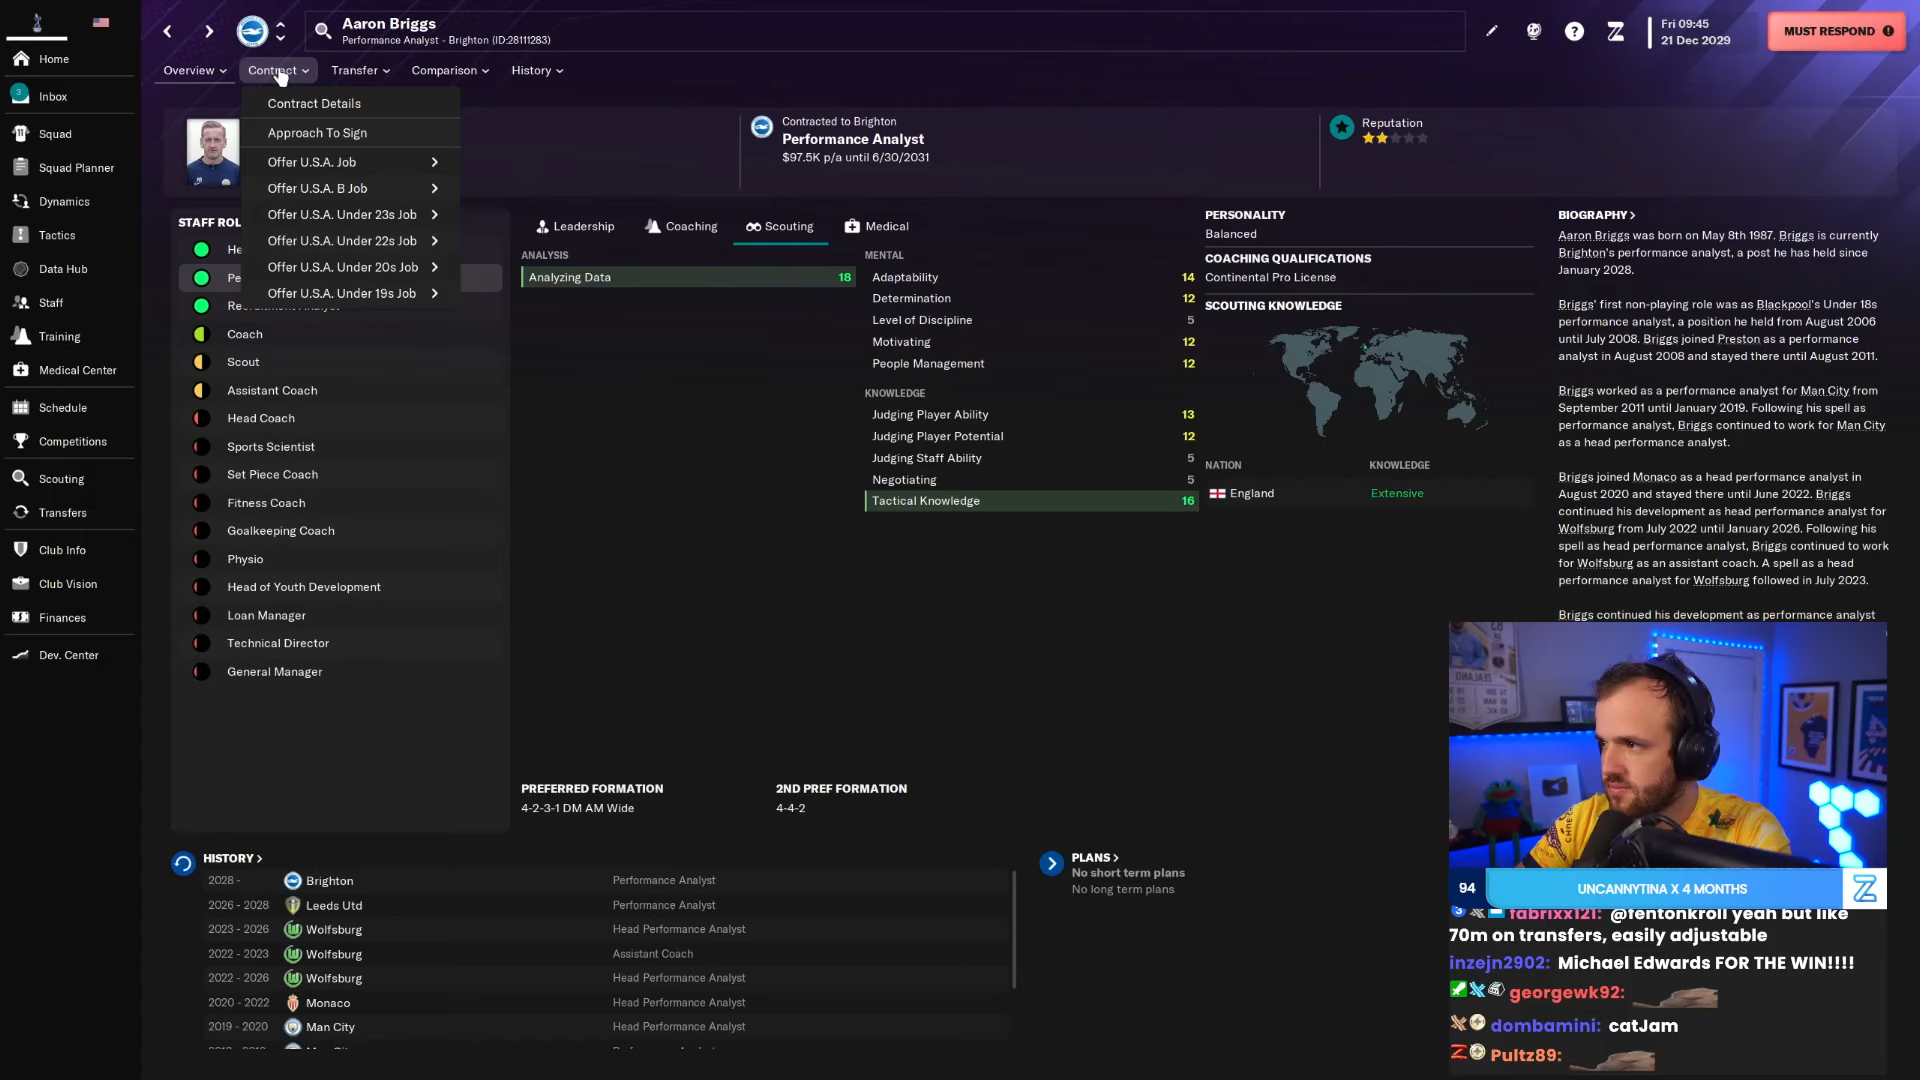 Aaron Briggs
Performance Analyst - Brighton (ID:28111283)
Fri 09:45
21 Dec 2029
MUST RESPOND
Overview
Contract
Transfer
Comparison
History
Home
3
Inbox
Squad
Squad Planner
Dynamics
Tactics
Data Hub
Staff
Training
Medical Center
Schedule
Competitions
Scouting
Transfers
Club Info
Club Vision
Finances
Dev. Center
Contract Details
Approach To Sign
Offer U.S.A. Job
Offer U.S.A. B Job
Offer U.S.A. Under 23s Job
Offer U.S.A. Under 22s Job
Offer U.S.A. Under 20s Job
Offer U.S.A. Under 19s Job
Contracted to Brighton
Performance Analyst
$97.5K p/a until 6/30/2031
Reputation
STAFF ROL
He
Pe
Coach
Scout
Assistant Coach
Head Coach
Sports Scientist
Set Piece Coach
Fitness Coach
Goalkeeping Coach
Physio
Head of Youth Development
Loan Manager
Technical Director
General Manager
Leadership
Coaching
Scouting
Medical
ANALYSIS
Analyzing Data 18
MENTAL
Adaptability 14
Determination 12
Level of Discipline 5
Motivating 12
People Management 12
KNOWLEDGE
Judging Player Ability 13
Judging Player Potential 12
Judging Staff Ability 5
Negotiating 5
Tactical Knowledge 16
PERSONALITY
Balanced
COACHING QUALIFICATIONS
Continental Pro License
SCOUTING KNOWLEDGE
NATION KNOWLEDGE
England Extensive
BIOGRAPHY >
Aaron Briggs was born on May 8th 1987. Briggs is currently
Brighton's performance analyst, a post he has held since
January 2028.
Briggs' first non-playing role was as Blackpool's Under 18s
performance analyst, a position he held from August 2006
until July 2008. Briggs joined Preston as a performance
analyst in August 2008 and stayed there until August 2011.
Briggs worked as a performance analyst for Man City from
September 2011 until January 2019. Following his spell as
performance analyst, Briggs continued to work for Man City
as a head performance analyst.
Briggs joined Monaco as a head performance analyst in
August 2020 and stayed there until June 2022. Briggs
continued his development as head performance analyst for
Wolfsburg from July 2022 until January 2026. Following his
spell as head performance analyst, Briggs continued to work
for Wolfsburg as an assistant coach. A spell as a head
performance analyst for Wolfsburg followed in July 2023.
Briggs continued his development as performance analyst
PREFERRED FORMATION
4-2-3-1 DM AM Wide
2ND PREF FORMATION
4-4-2
HISTORY >
2028 - Brighton Performance Analyst
2026 - 2028 Leeds Utd Performance Analyst
2023 - 2026 Wolfsburg Head Performance Analyst
2022 - 2023 Wolfsburg Assistant Coach
2022 - 2026 Wolfsburg Head Performance Analyst
2020 - 2022 Monaco Head Performance Analyst
2019 - 2020 Man City Head Performance Analyst
PLANS >
No short term plans
No long term plans
94 UNCANNYTINA X 4 MONTHS
fabrixx121: @fentonkroll yeah but like
70m on transfers, easily adjustable
inzejn2902: Michael Edwards FOR THE WIN!!!!
georgewk92:
dombamini: catJam
Pultz89: